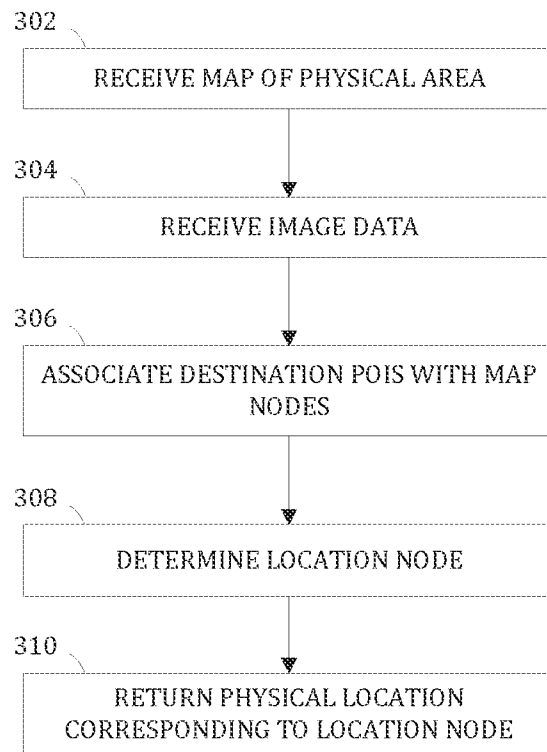 302
RECEIVE MAP OF PHYSICAL AREA
304
RECEIVE IMAGE DATA
306
ASSOCIATE DESTINATION POIS WITH MAP
NODES
308
DETERMINE LOCATION NODE
310
RETURN PHYSICAL LOCATION
CORRESPONDING TO LOCATION NODE